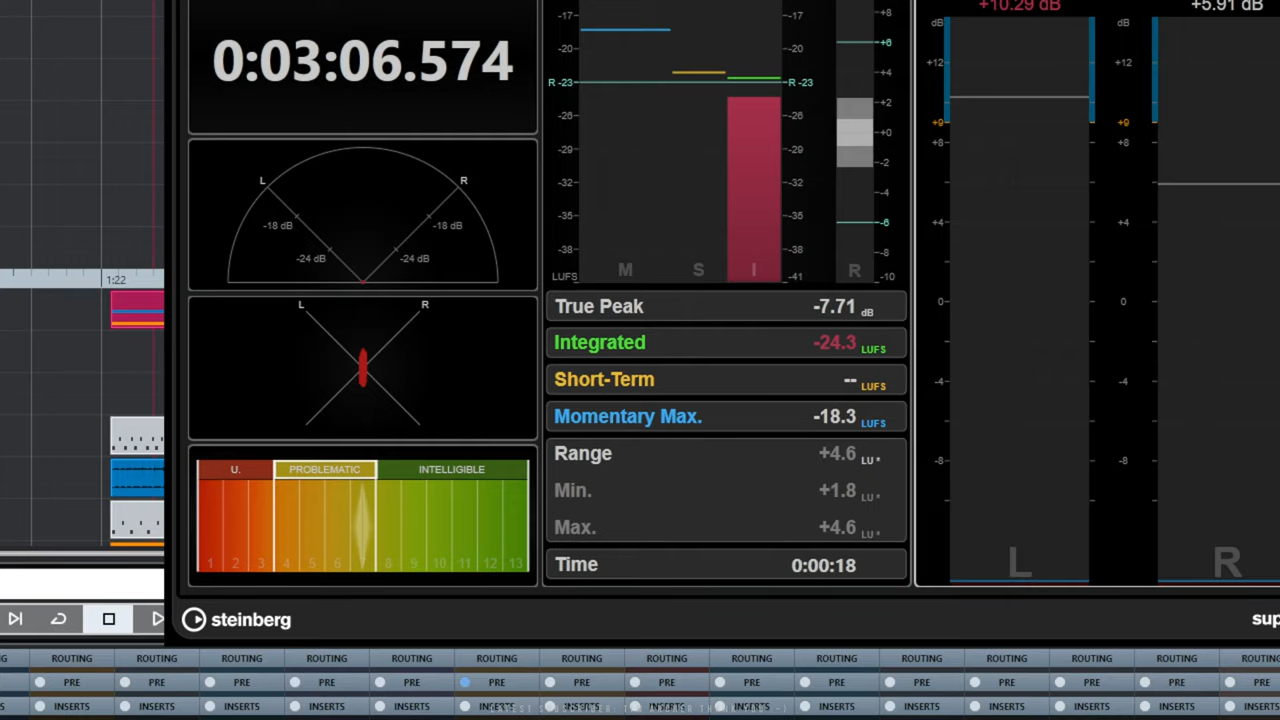 +10.29 dB
+5.91 dB
0:03:06.574
-17
-20
R -23
-26
-29
-32
-35
-38
LUFS
M
S
I
-17
-20
R -23
-26
-29
-32
-35
-38
-41
+8
+6
+4
+2
+0
-2
-4
-6
-8
-10
R
dB
+12
+9
+8
+4
0
-4
-8
L
dB
+12
+9
+8
+4
0
-4
-8
R
L
R
-18 dB
-18 dB
-24 dB
-24 dB
1:22
L
R
U.
PROBLEMATIC
INTELLIGIBLE
1 2 3 4 5 6 7 8 9 10 11 12 13
True Peak -7.71 dB
Integrated -24.3 LUFS
Short-Term -- LUFS
Momentary Max. -18.3 LUFS
Range +4.6 LU *
Min. +1.8 LU *
Max. +4.6 LU *
Time 0:00:18
steinberg
sup
G ROUTING ROUTING ROUTING ROUTING ROUTING ROUTING ROUTING ROUTING ROUTING ROUTING ROUTING ROUTING ROUTING ROUTING ROUTIN
PRE PRE PRE PRE PRE PRE PRE PRE PRE PRE PRE PRE PRE PRE PRE
S INSERTS INSERTS INSERTS INSERTS INSERTS INSERTS INSERTS INSERTS INSERTS INSERTS INSERTS INSERTS INSERTS INSERTS INSERT